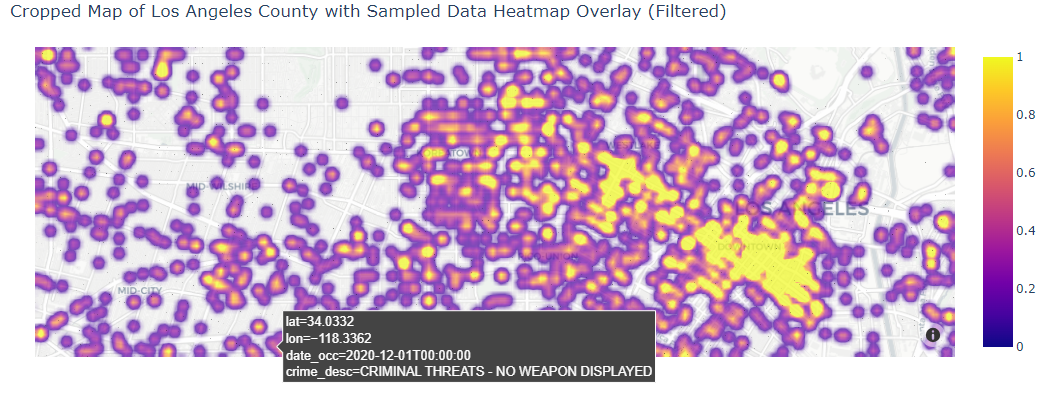 Cropped Map of Los Angeles County with Sampled Data Heatmap Overlay (Filtered)
1
0.8
0.6
0.4
0.2
0
WESTLAKE
KOREATOWN
MID-WILSHIRE
LOS ANGELES
DOWNTOWN
MID-CITY
lat=34.0332
lon=−118.3362
date_occ=2020-12-01T00:00:00
crime_desc=CRIMINAL THREATS - NO WEAPON DISPLAYED
i